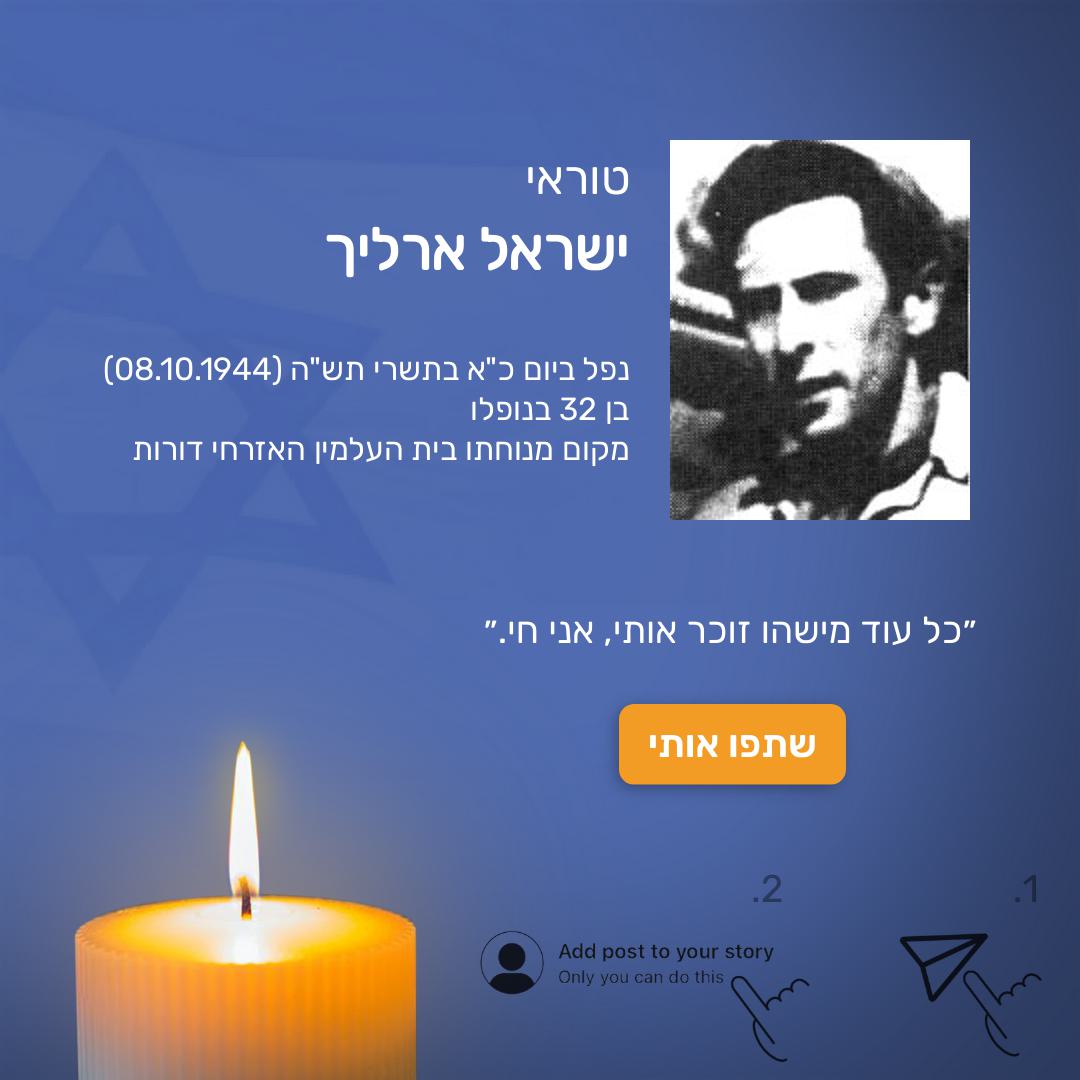 טוראי
ישראל ארליך
נפל ביום כ"א בתשרי תש"ה (08.10.1944)
בן 32 בנופלו
מקום מנוחתו בית העלמין האזרחי דורות
״כל עוד מישהו זוכר אותי, אני חי.״
שתפו אותי
1.
2.
Add post to your story
Only you can do this